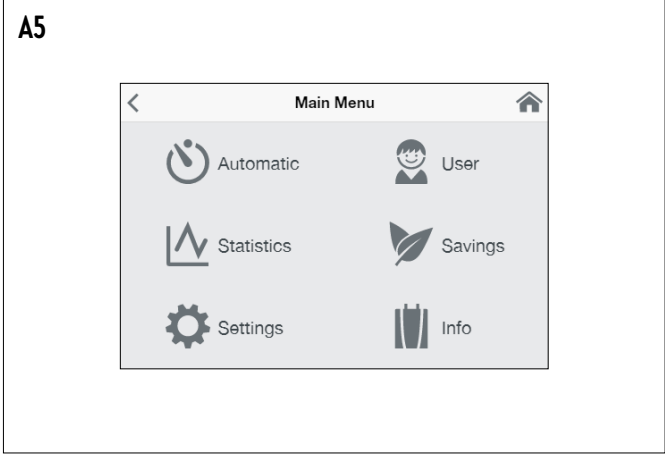 A5
Main Menu
Automatic
User
Statistics
Savings
Settings
Info